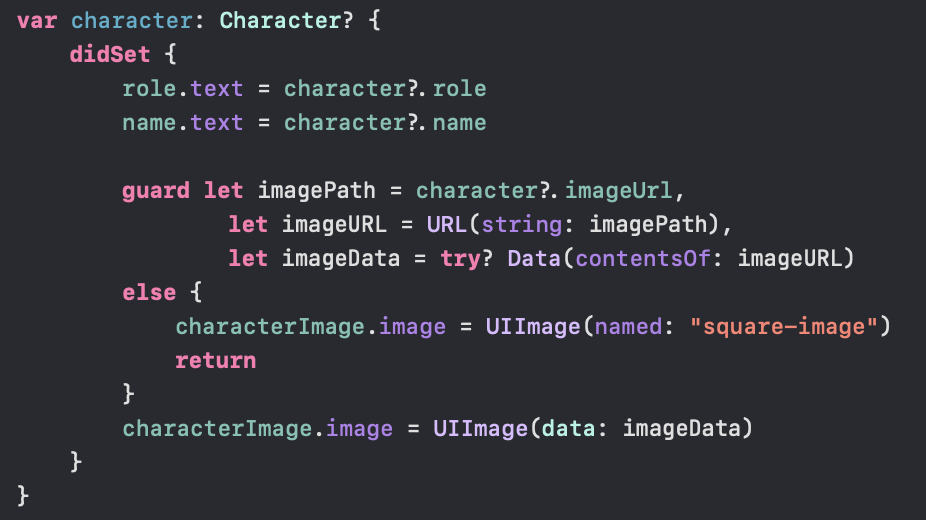 var character: Character? {
    didSet {
        role.text = character?.role
        name.text = character?.name

        guard let imagePath = character?.imageUrl,
                let imageURL = URL(string: imagePath),
                let imageData = try? Data(contentsOf: imageURL)
        else {
            characterImage.image = UIImage(named: "square-image")
            return
        }
        characterImage.image = UIImage(data: imageData)
    }
}